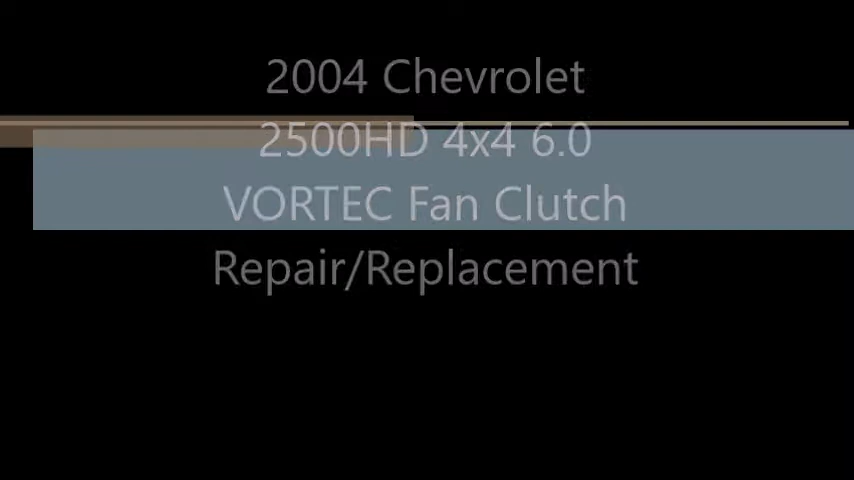 2004 Chevrolet
2500HD 4x4 6.0
VORTEC Fan Clutch
Repair/Replacement